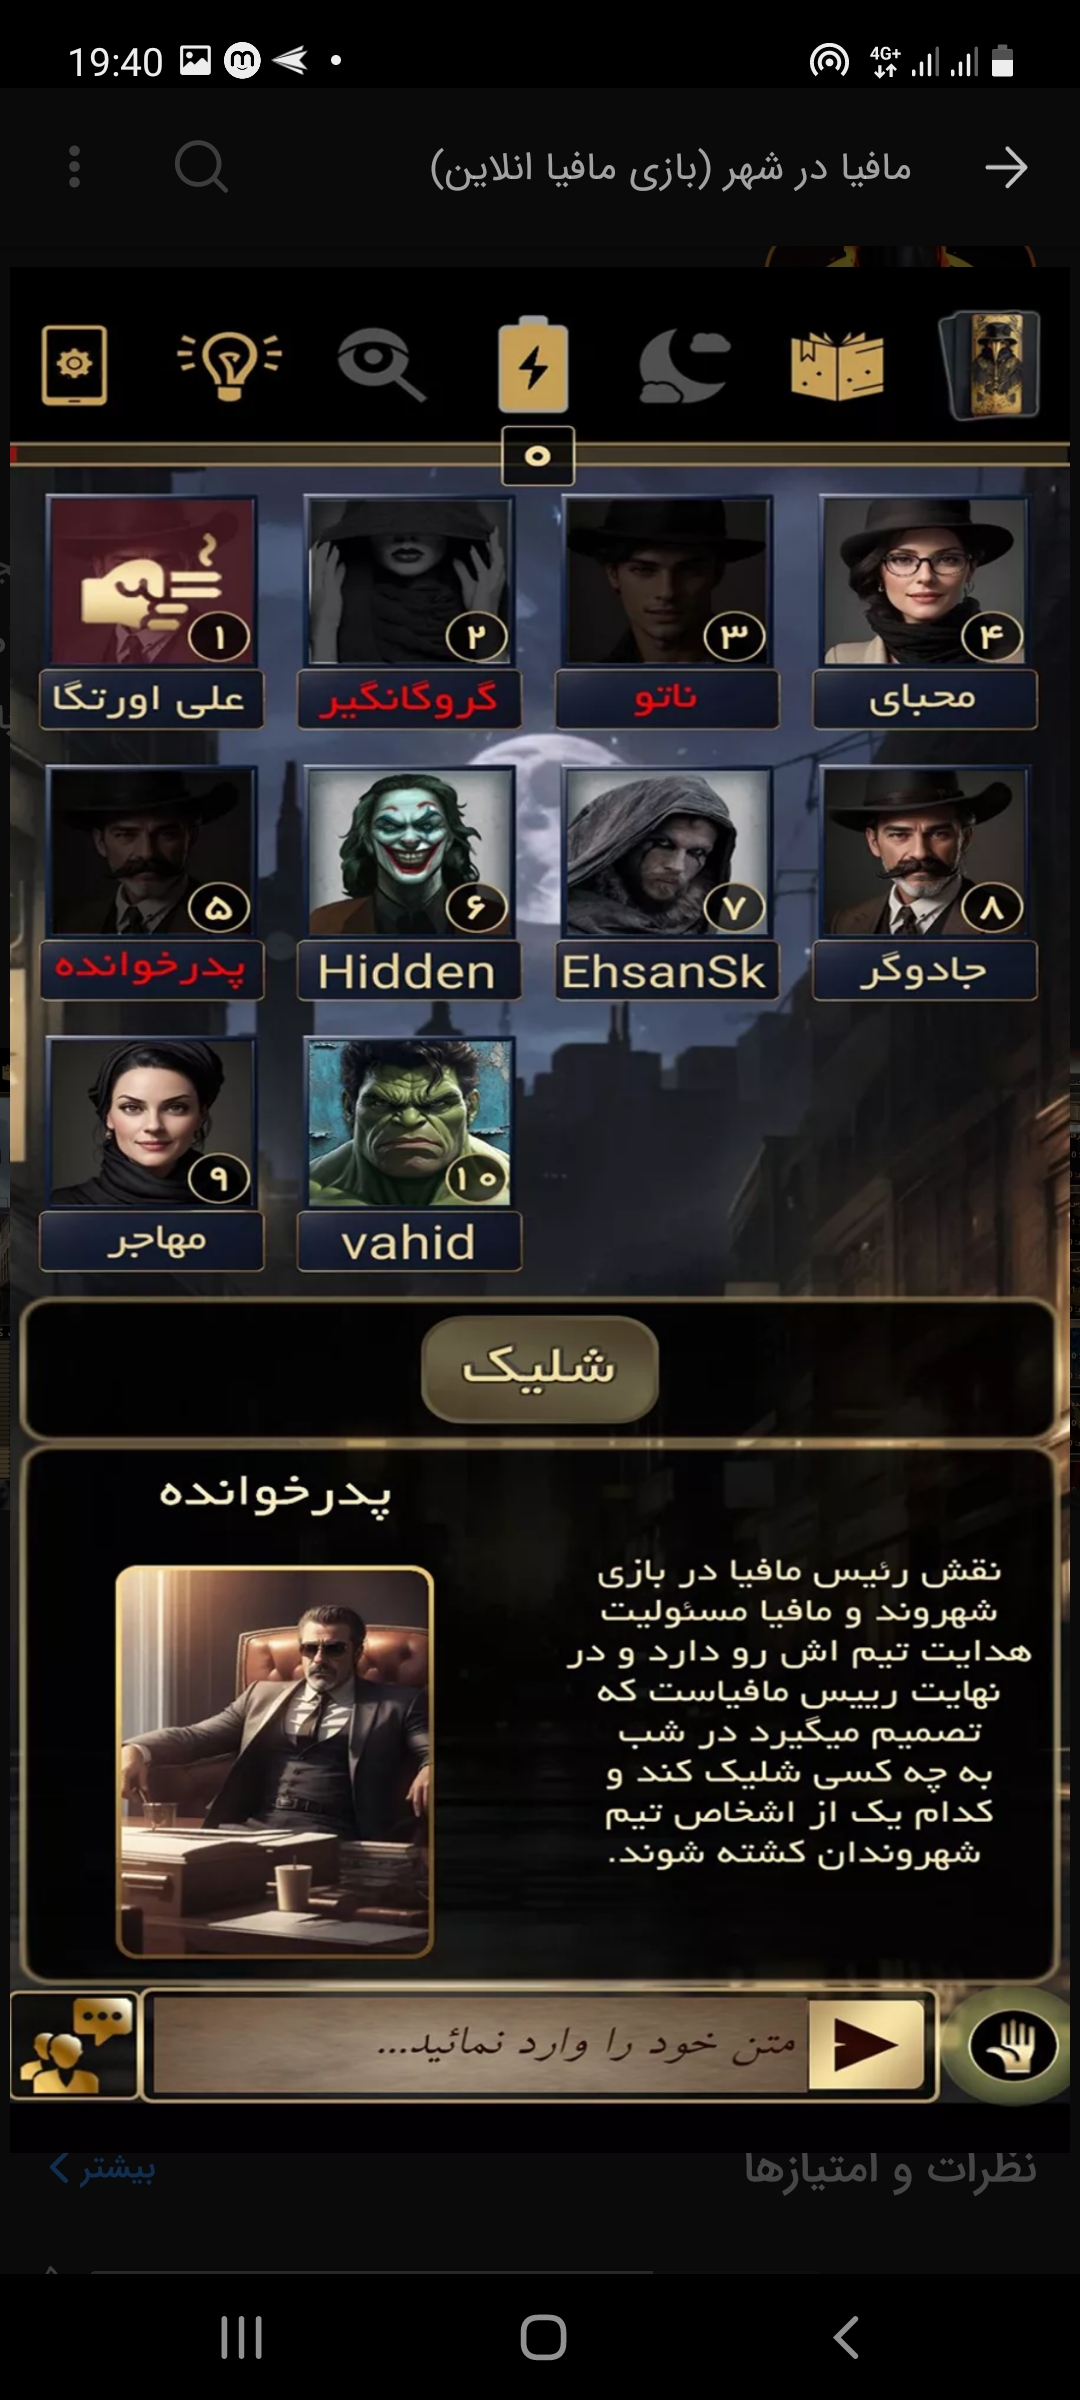 19:40
4G+
مافیا در شهر (بازی مافیا انلاین)
۰
۱
۲
۳
۴
علی اورتگا
گروگانگیر
ناتو
محبای
۵
۶
۷
۸
پدرخوانده
Hidden
EhsanSk
جادوگر
۹
۱۰
مهاجر
vahid
شلیک
پدرخوانده
نقش رئیس مافیا در بازی
شهروند و مافیا مسئولیت
هدایت تیم اش رو دارد و در
نهایت رییس مافیاست که
تصمیم میگیرد در شب
به چه کسی شلیک کند و
کدام یک از اشخاص تیم
شهروندان کشته شوند.
متن خود را وارد نمائید...
نظرات و امتیازها
بیشتر